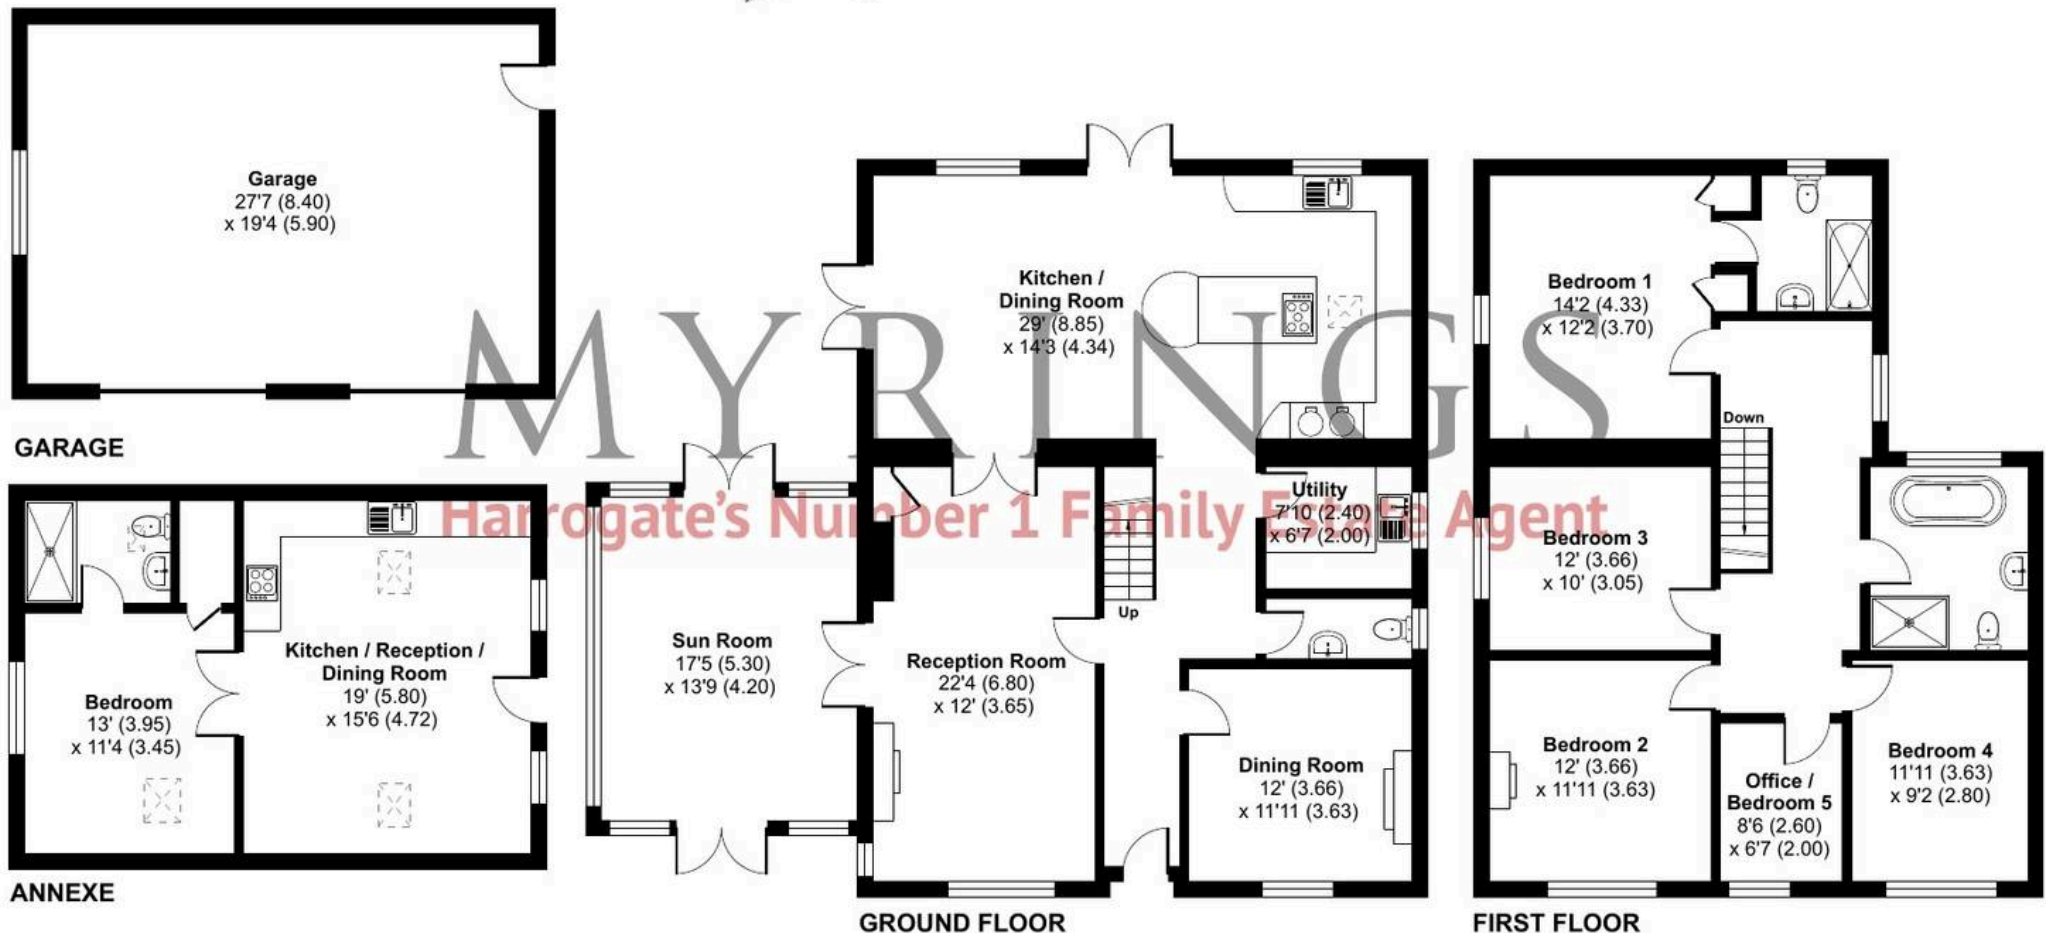 Garage
27'7 (8.40)
x 19'4 (5.90)
GARAGE
Kitchen / Reception /
Dining Room
19' (5.80)
x 15'6 (4.72)
Bedroom
13' (3.95)
x 11'4 (3.45)
ANNEXE
MYRINGS
Harrogate's Number 1 Family Estate Agent
Kitchen /
Dining Room
29' (8.85)
x 14'3 (4.34)
Utility
7'10 (2.40)
x 6'7 (2.00)
Up
Sun Room
17'5 (5.30)
x 13'9 (4.20)
Reception Room
22'4 (6.80)
x 12' (3.65)
Dining Room
12' (3.66)
x 11'11 (3.63)
GROUND FLOOR
Bedroom 1
14'2 (4.33)
x 12'2 (3.70)
Down
Bedroom 3
12' (3.66)
x 10' (3.05)
Bedroom 2
12' (3.66)
x 11'11 (3.63)
Office /
Bedroom 5
8'6 (2.60)
x 6'7 (2.00)
Bedroom 4
11'11 (3.63)
x 9'2 (2.80)
FIRST FLOOR